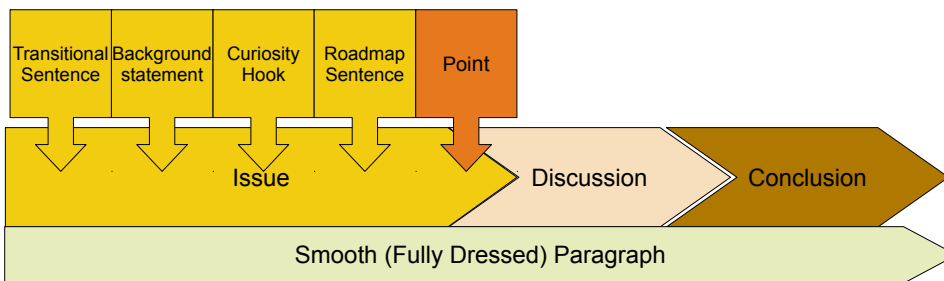 Transitional
Sentence
Background
statement
Curiosity
Hook
Roadmap
Sentence
Point
Issue
Discussion
Conclusion
Smooth (Fully Dressed) Paragraph